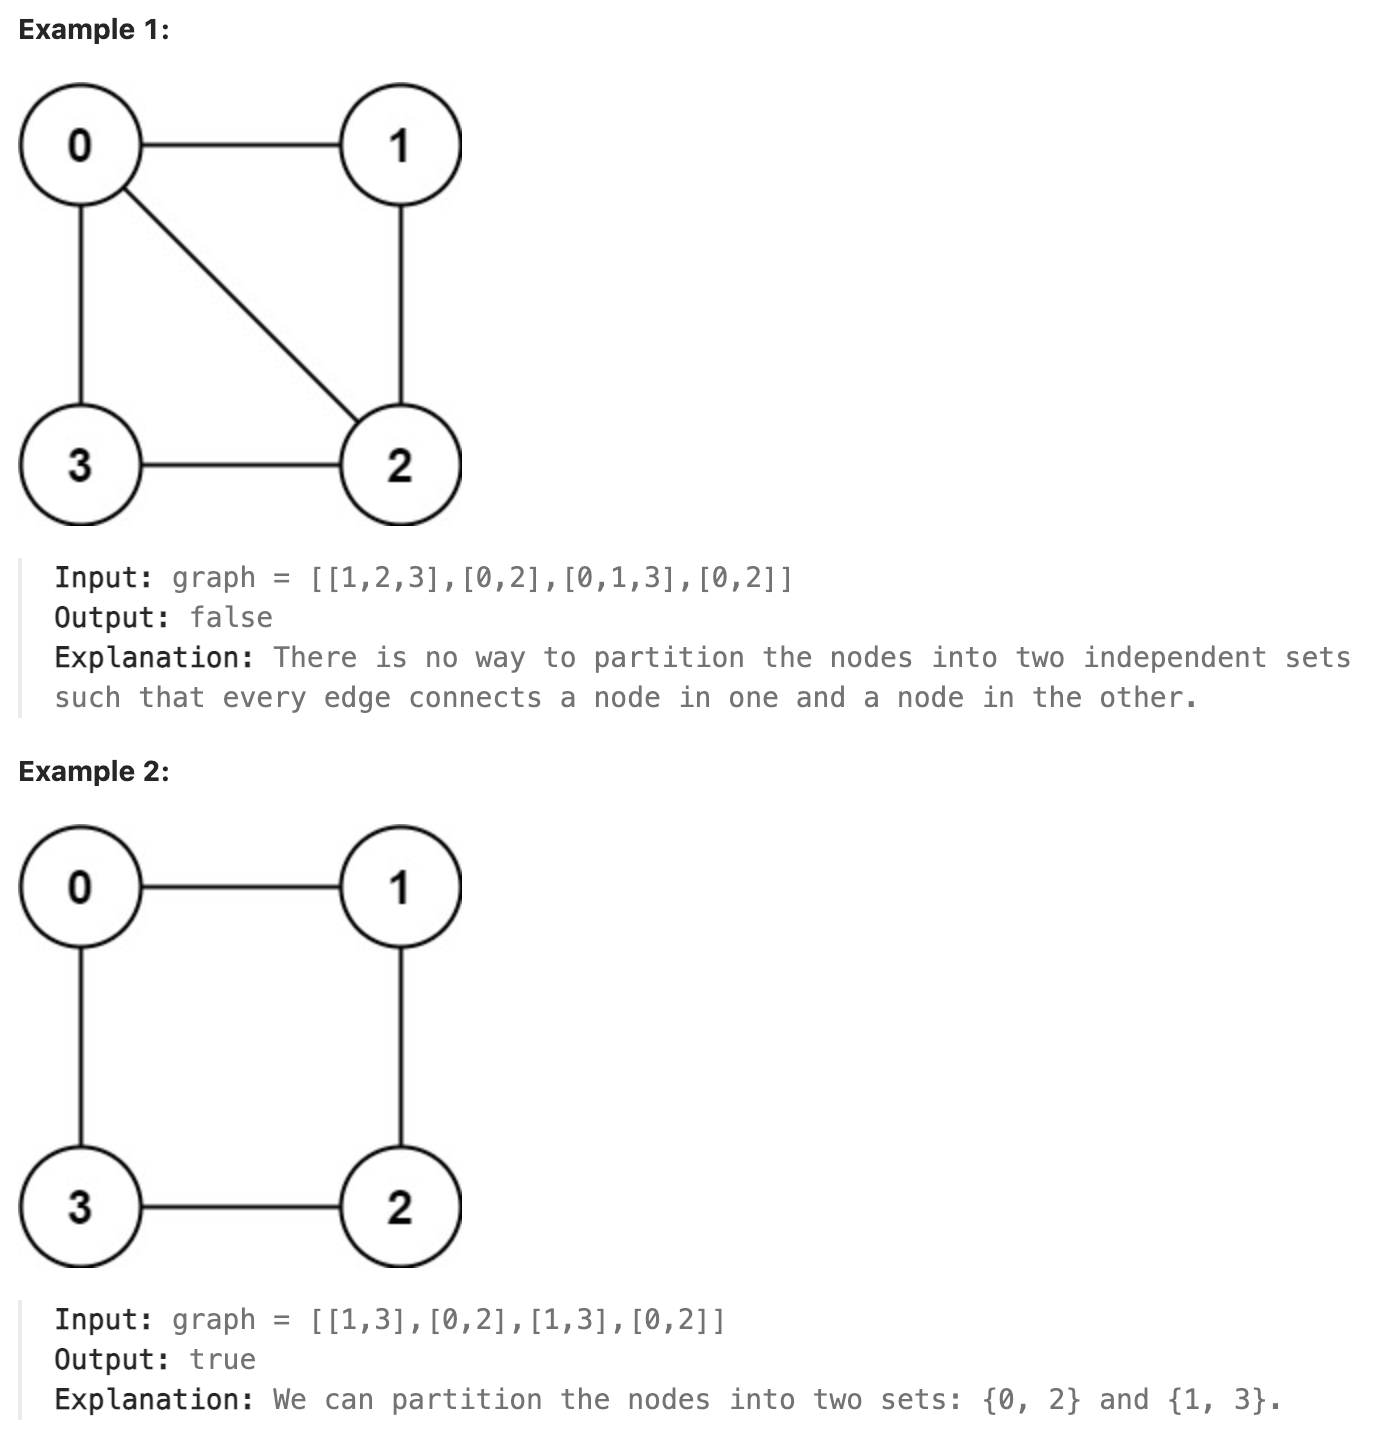 Example 1:
0 1
3 2
Input: graph = [[1,2,3],[0,2],[0,1,3],[0,2]]
Output: false
Explanation: There is no way to partition the nodes into two independent sets
such that every edge connects a node in one and a node in the other.
Example 2:
0 1
3 2
Input: graph = [[1,3],[0,2],[1,3],[0,2]]
Output: true
Explanation: We can partition the nodes into two sets: {0, 2} and {1, 3}.